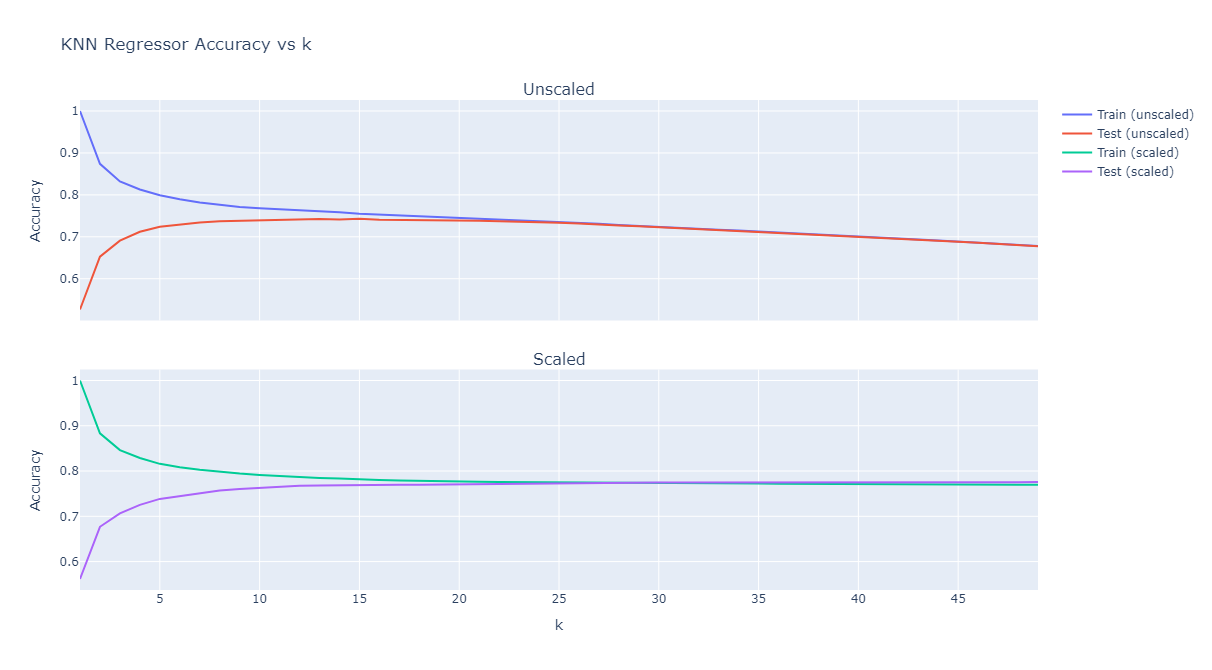 KNN Regressor Accuracy vs k
Unscaled
1
0.9
0.8
0.7
0.6
Accuracy
Train (unscaled)
Test (unscaled)
Train (scaled)
Test (scaled)
Scaled
1
0.9
0.8
0.7
0.6
Accuracy
5 10 15 20 25 30 35 40 45
k